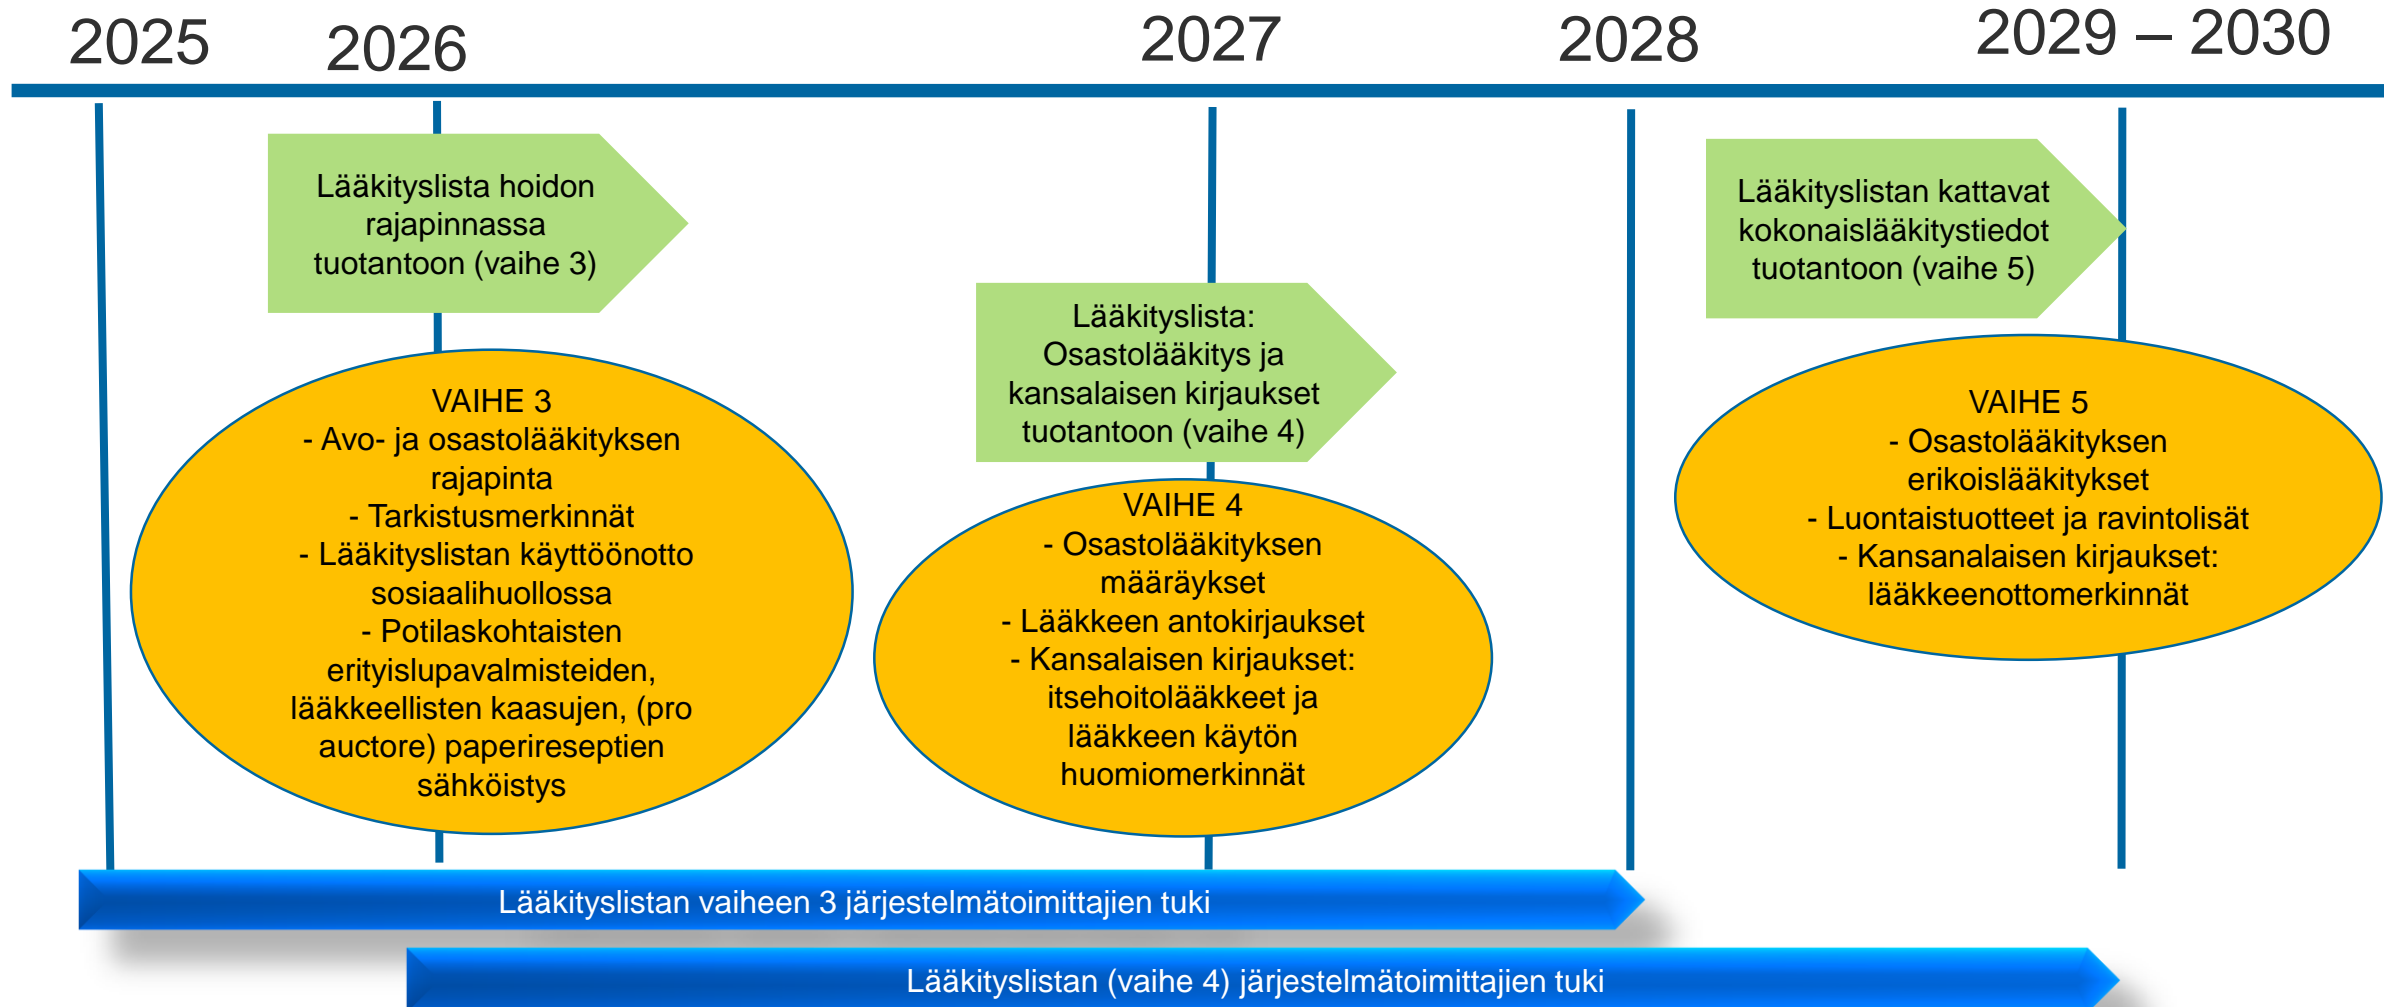 2025
2026
2027
2028
2029 – 2030
Lääkityslista hoidon
rajapinnassa
tuotantoon (vaihe 3)
Lääkityslista:
Osastolääkitys ja
kansalaisen kirjaukset
tuotantoon (vaihe 4)
Lääkityslistan kattavat
kokonaislääkitystiedot
tuotantoon (vaihe 5)
VAIHE 3
- Avo- ja osastolääkityksen
rajapinta
- Tarkistusmerkinnät
- Lääkityslistan käyttöönotto
sosiaalihuollossa
- Potilaskohtaisten
erityislupavalmisteiden,
lääkkeellisten kaasujen, (pro
auctore) paperireseptien
sähköistys
VAIHE 4
- Osastolääkityksen
määräykset
- Lääkkeen antokirjaukset
- Kansalaisen kirjaukset:
itsehoitolääkkeet ja
lääkkeen käytön
huomiomerkinnät
VAIHE 5
- Osastolääkityksen
erikoislääkitykset
- Luontaistuotteet ja ravintolisät
- Kansanalaisen kirjaukset:
lääkkeenottomerkinnät
Lääkityslistan vaiheen 3 järjestelmätoimittajien tuki
Lääkityslistan (vaihe 4) järjestelmätoimittajien tuki